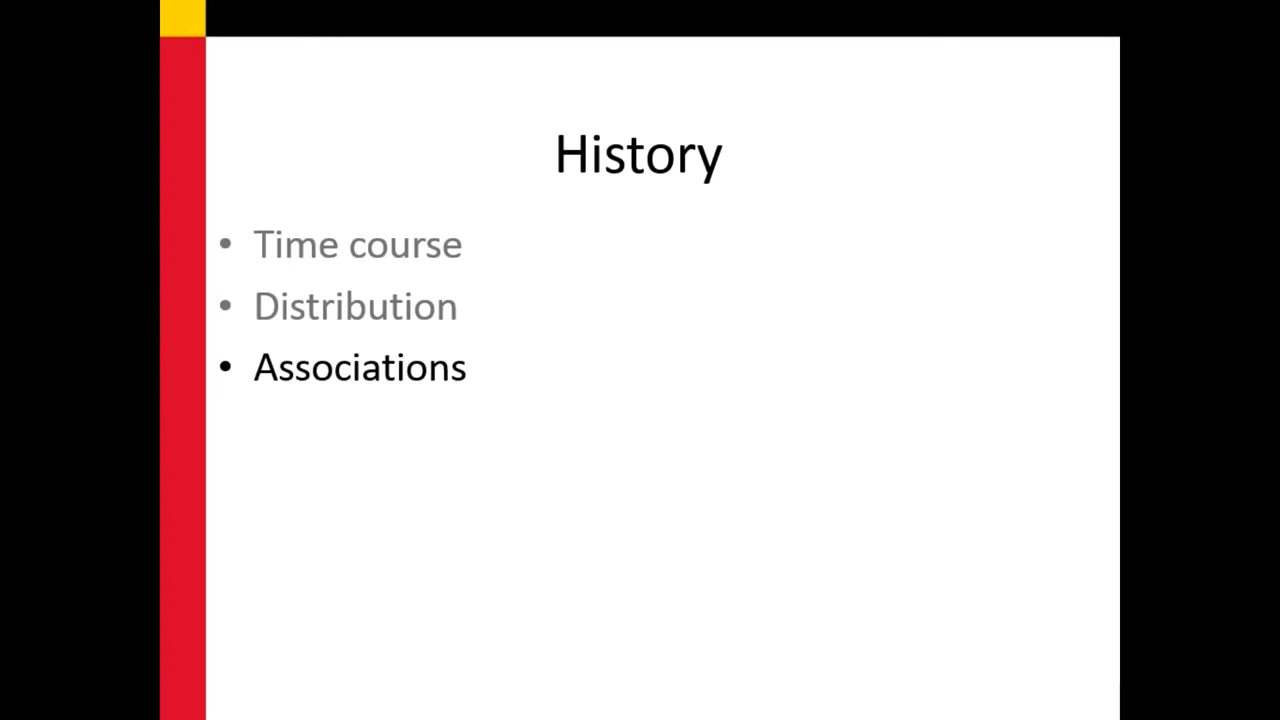 History
• Time course
• Distribution
• Associations